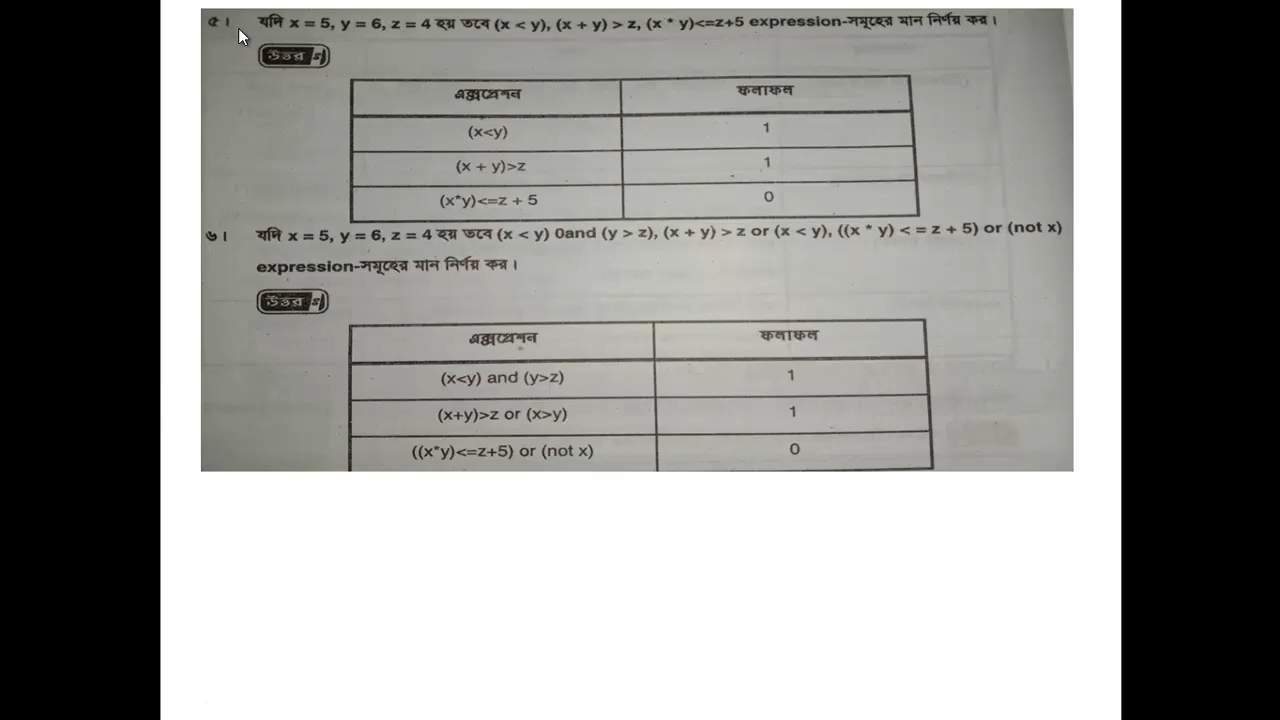 ৫। যদি x = 5, y = 6, z = 4 হয় তবে (x < y), (x + y) > z, (x * y)<=z+5 expression-সমূহের মান নির্ণয় কর।
উত্তর ঃ
এক্সপ্রেশন ফলাফল
(x<y) 1
(x + y)>z 1
(x*y)<=z + 5 0
৬। যদি x = 5, y = 6, z = 4 হয় তবে (x < y) 0and (y > z), (x + y) > z or (x < y), ((x * y) < = z + 5) or (not x)
expression-সমূহের মান নির্ণয় কর।
উত্তর ঃ
এক্সপ্রেশন ফলাফল
(x<y) and (y>z) 1
(x+y)>z or (x>y) 1
((x*y)<=z+5) or (not x) 0